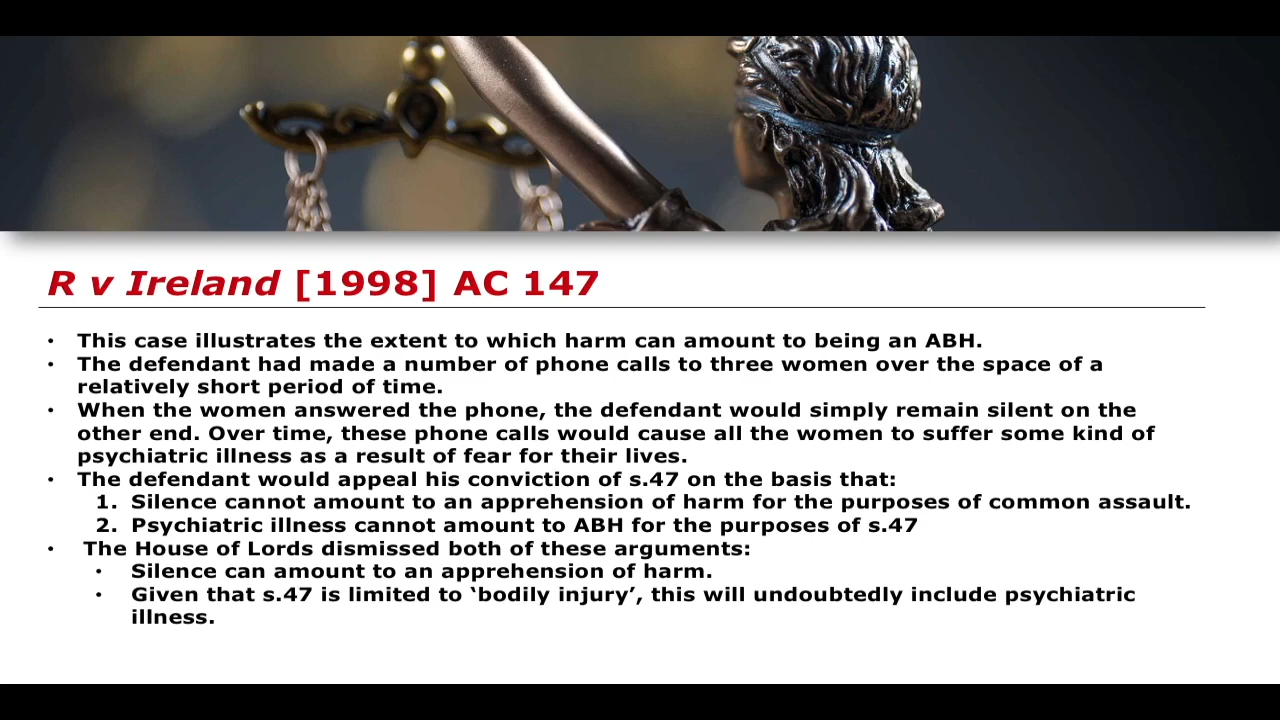 R v Ireland [1998] AC 147
• This case illustrates the extent to which harm can amount to being an ABH.
• The defendant had made a number of phone calls to three women over the space of a
relatively short period of time.
• When the women answered the phone, the defendant would simply remain silent on the
other end. Over time, these phone calls would cause all the women to suffer some kind of
psychiatric illness as a result of fear for their lives.
• The defendant would appeal his conviction of s.47 on the basis that:
1. Silence cannot amount to an apprehension of harm for the purposes of common assault.
2. Psychiatric illness cannot amount to ABH for the purposes of s.47
• The House of Lords dismissed both of these arguments:
• Silence can amount to an apprehension of harm.
• Given that s.47 is limited to ‘bodily injury’, this will undoubtedly include psychiatric
illness.